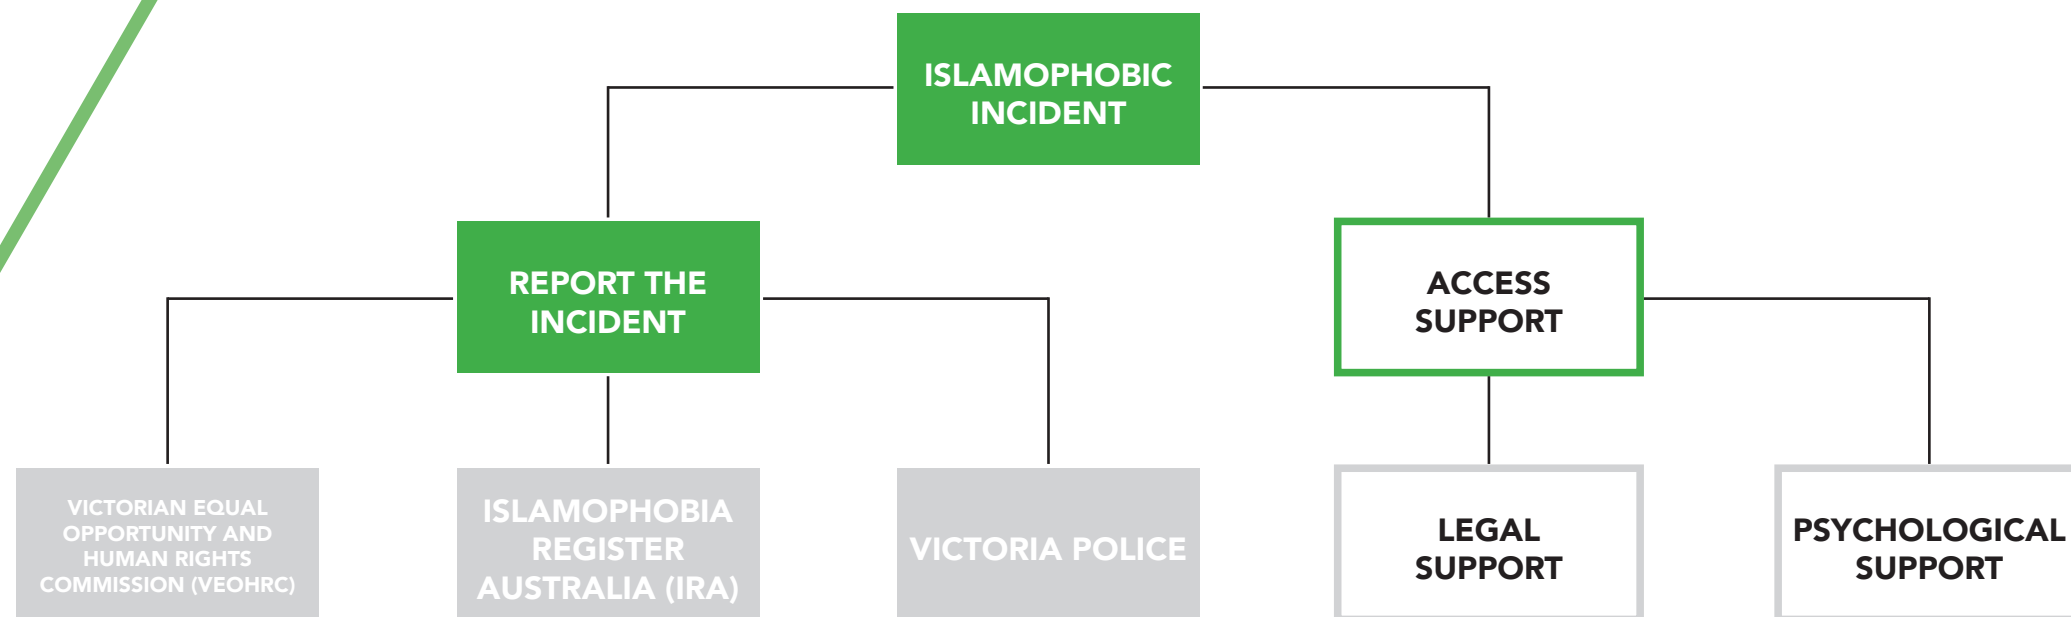 ISLAMOPHOBIC
INCIDENT
REPORT THE
INCIDENT
ACCESS
SUPPORT
VICTORIAN EQUAL
OPPORTUNITY AND
HUMAN RIGHTS
COMMISSION (VEOHRC)
ISLAMOPHOBIA
REGISTER
AUSTRALIA (IRA)
VICTORIA POLICE
LEGAL
SUPPORT
PSYCHOLOGICAL
SUPPORT